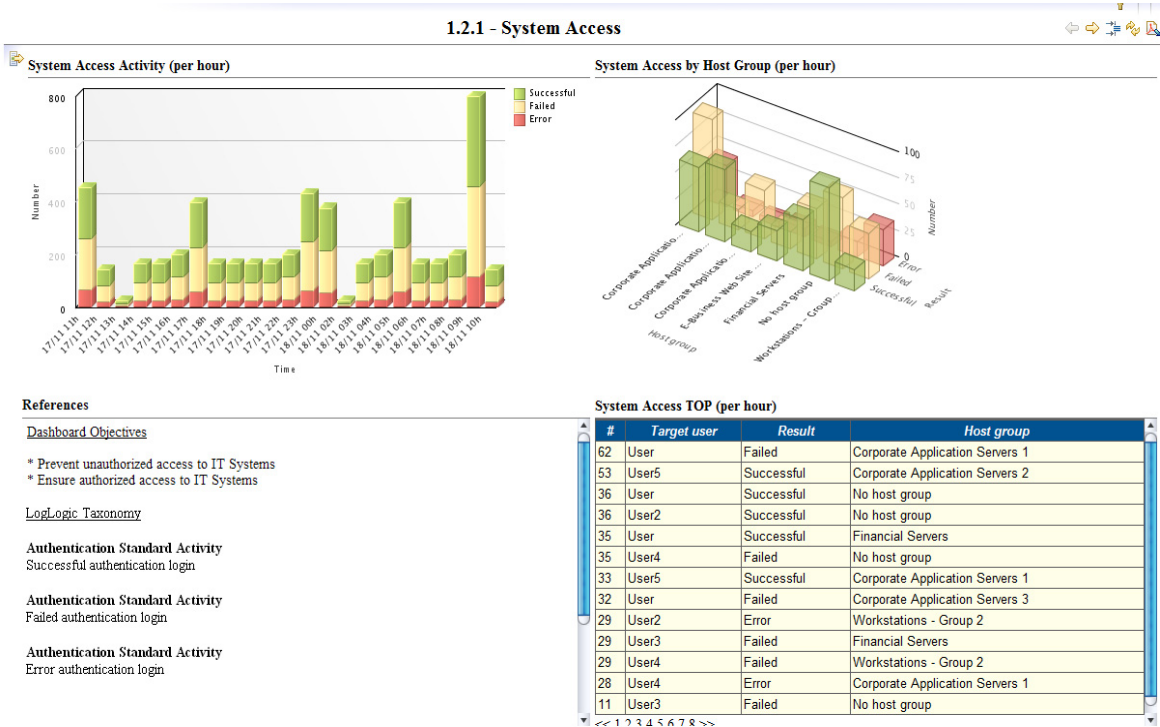 1.2.1 - System Access
System Access Activity (per hour)
800
600
400
200
0
Number
Successful
Failed
Error
17/11 11h
17/11 12h
17/11 13h
17/11 14h
17/11 15h
17/11 16h
17/11 17h
17/11 18h
17/11 19h
17/11 20h
17/11 21h
17/11 22h
17/11 23h
18/11 00h
18/11 02h
18/11 03h
18/11 04h
18/11 05h
18/11 06h
18/11 07h
18/11 08h
18/11 09h
18/11 10h
Time
System Access by Host Group (per hour)
100
75
50
25
0
Number
Error
Failed
Successful
Result
Corporate Applicatio...
Corporate Applicatio...
Corporate Applicatio...
E-Business Web Site ...
Financial Servers
No host group
Workstations - Group...
Host group
References
Dashboard Objectives
* Prevent unauthorized access to IT Systems
* Ensure authorized access to IT Systems
LogLogic Taxonomy
Authentication Standard Activity
Successful authentication login
Authentication Standard Activity
Failed authentication login
Authentication Standard Activity
Error authentication login
System Access TOP (per hour)
# Target user Result Host group
62 User Failed Corporate Application Servers 1
53 User5 Successful Corporate Application Servers 2
36 User Successful No host group
36 User2 Successful No host group
35 User Successful Financial Servers
35 User4 Failed No host group
33 User5 Successful Corporate Application Servers 1
32 User Failed Corporate Application Servers 3
29 User2 Error Workstations - Group 2
29 User3 Failed Financial Servers
29 User4 Failed Workstations - Group 2
28 User4 Error Corporate Application Servers 1
11 User3 Failed No host group
<< 1 2 3 4 5 6 7 8 >>